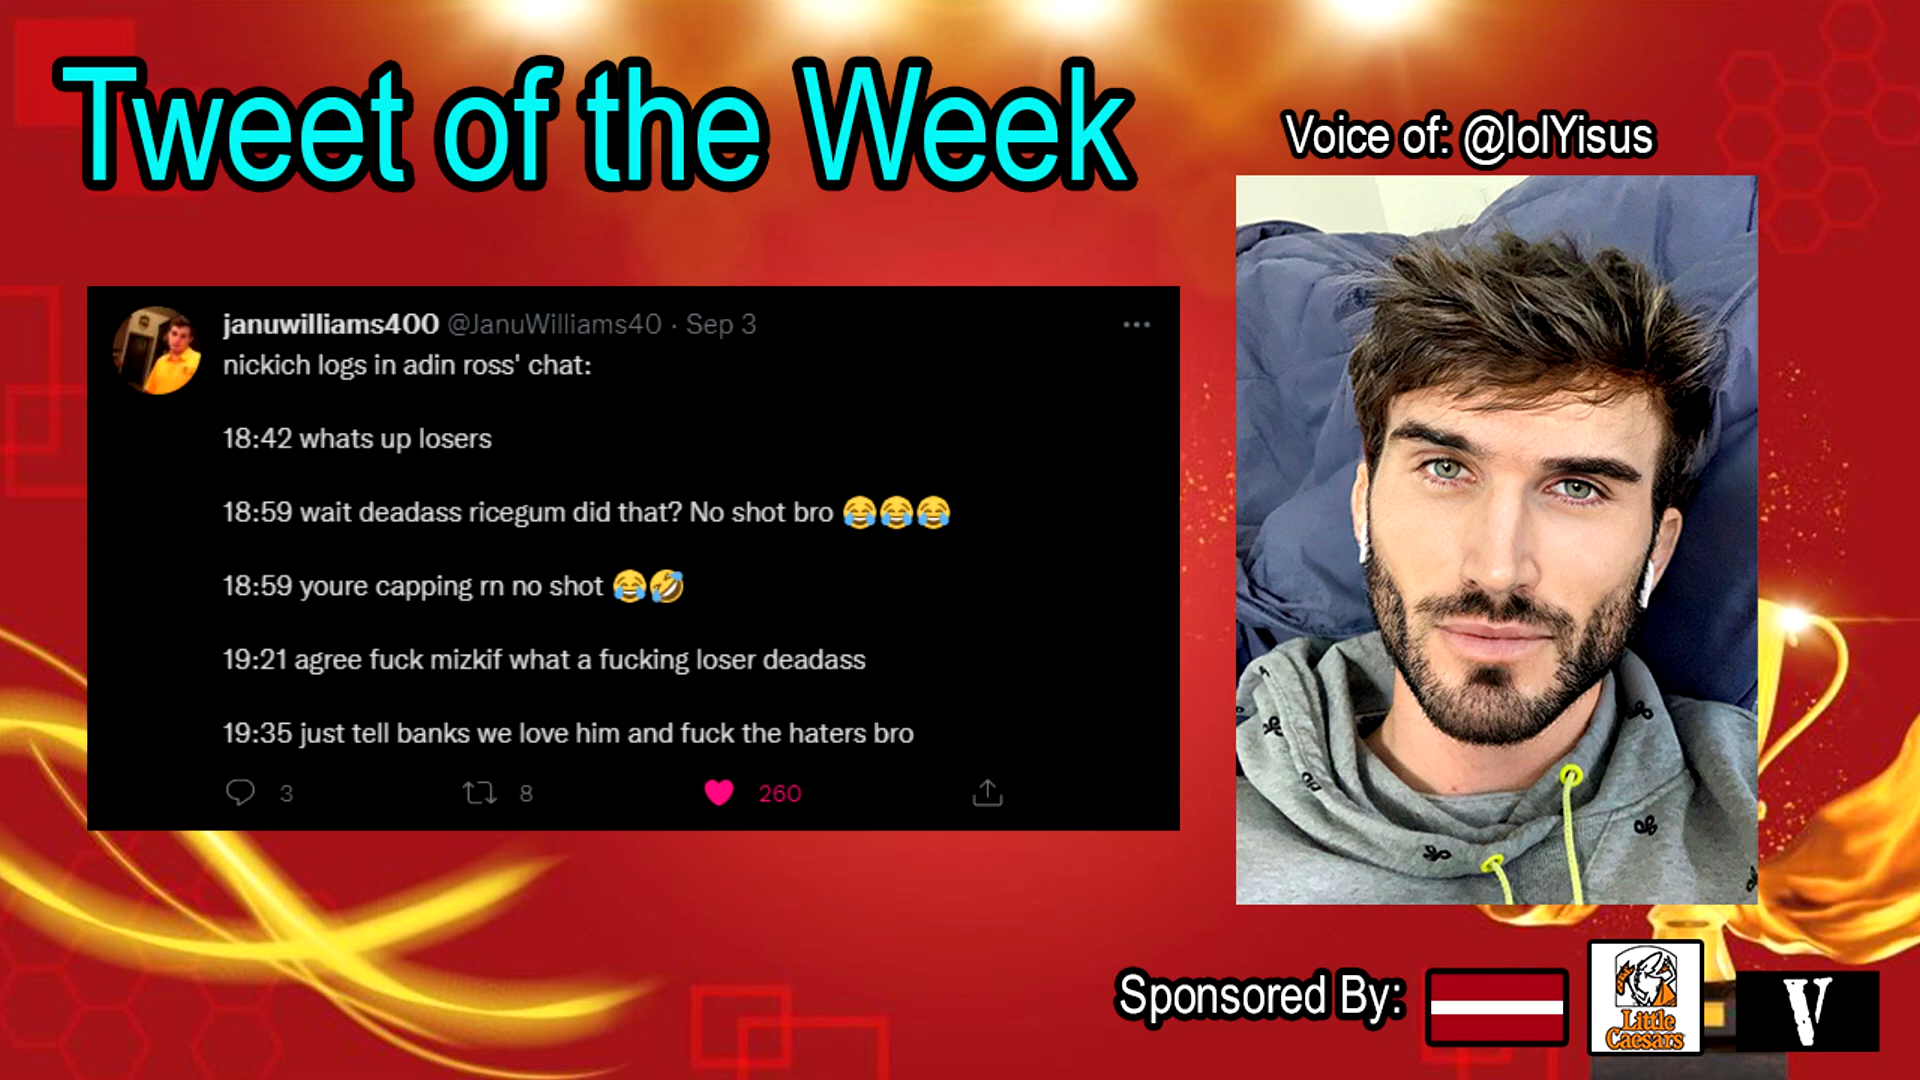 Tweet of the Week
Voice of: @lolYisus
januwilliams400 @JanuWilliams40 · Sep 3
nickich logs in adin ross' chat:
18:42 whats up losers
18:59 wait deadass ricegum did that? No shot bro 😂😂😂
18:59 youre capping rn no shot 😂🤣
19:21 agree fuck mizkif what a fucking loser deadass
19:35 just tell banks we love him and fuck the haters bro
3 8 260
Sponsored By:
Little
Caesars
V